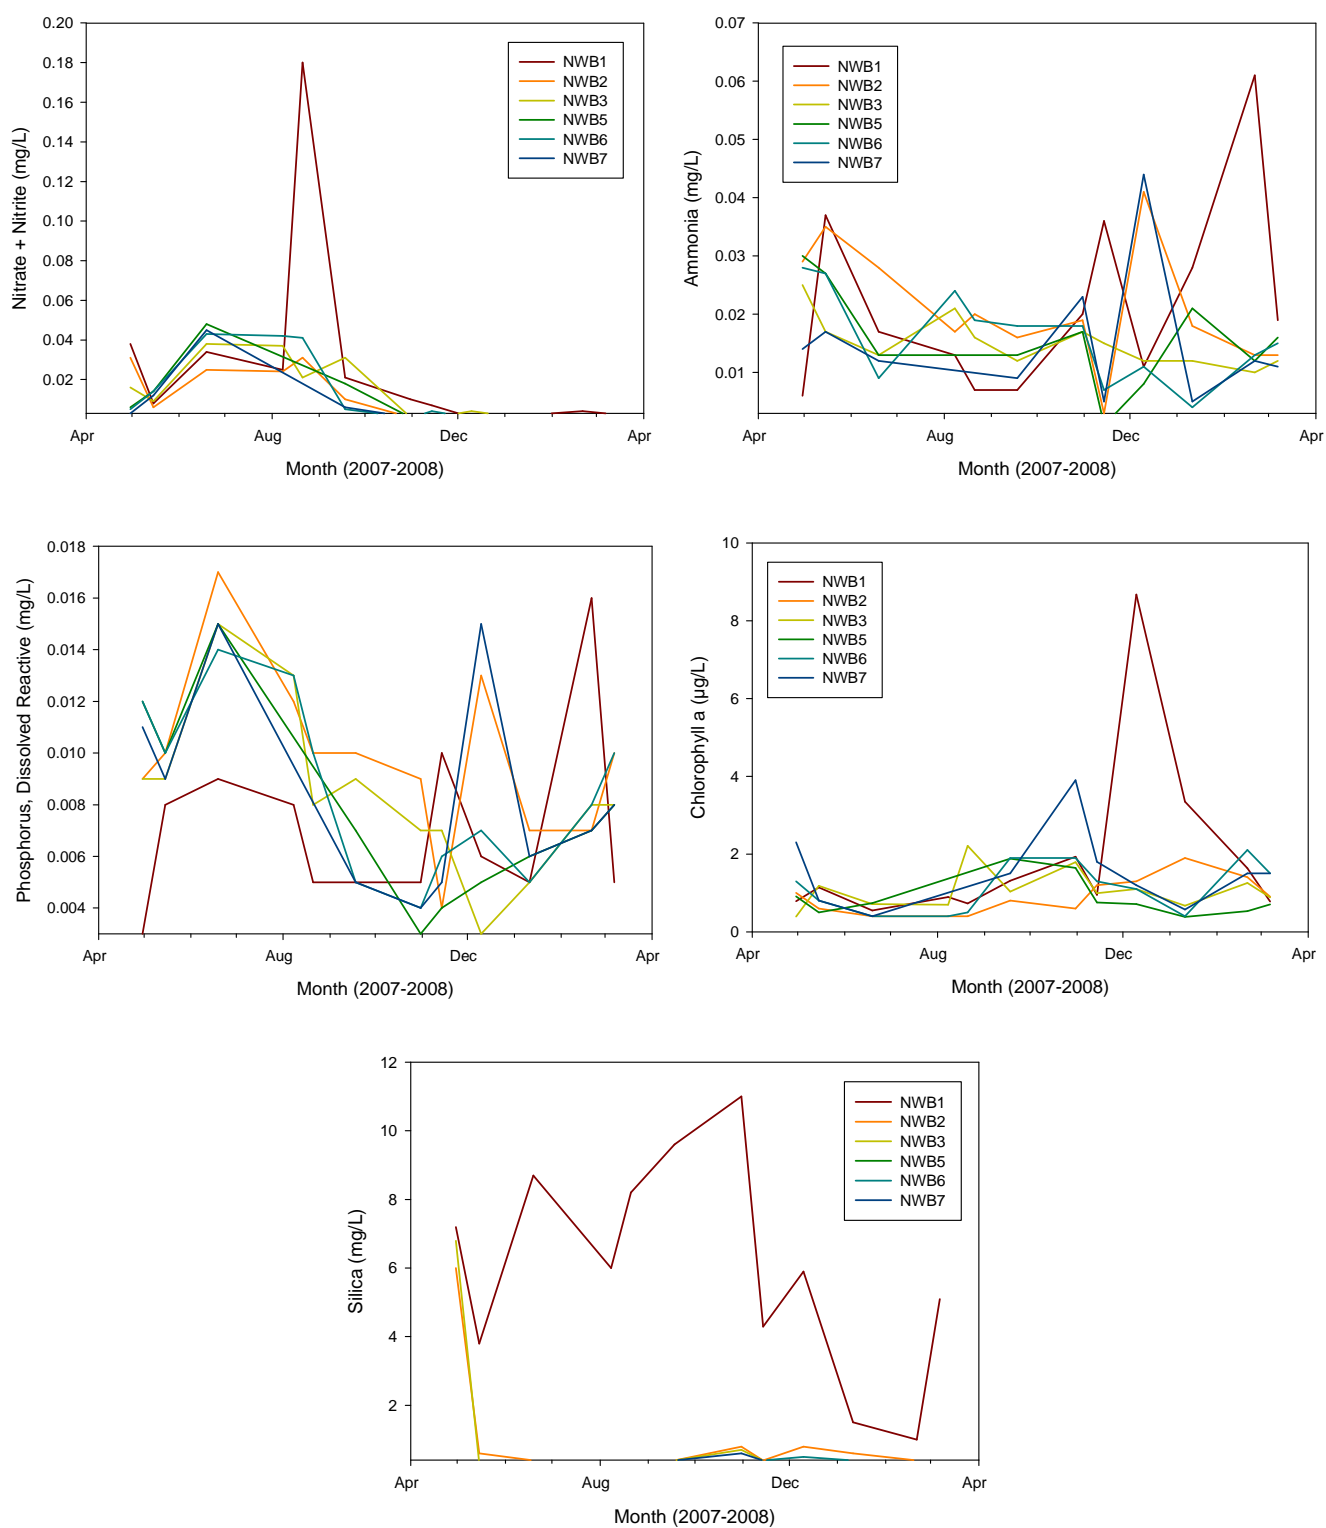 Nitrate + Nitrite (mg/L)
0.20
0.18
0.16
0.14
0.12
0.10
0.08
0.06
0.04
0.02
NWB1
NWB2
NWB3
NWB5
NWB6
NWB7
Apr Aug Dec Apr
Month (2007-2008)
Ammonia (mg/L)
0.07
0.06
0.05
0.04
0.03
0.02
0.01
NWB1
NWB2
NWB3
NWB5
NWB6
NWB7
Apr Aug Dec Apr
Month (2007-2008)
Phosphorus, Dissolved Reactive (mg/L)
0.018
0.016
0.014
0.012
0.010
0.008
0.006
0.004
Apr Aug Dec Apr
Month (2007-2008)
Chlorophyll a (µg/L)
10
8
6
4
2
0
NWB1
NWB2
NWB3
NWB5
NWB6
NWB7
Apr Aug Dec Apr
Month (2007-2008)
Silica (mg/L)
12
10
8
6
4
2
NWB1
NWB2
NWB3
NWB5
NWB6
NWB7
Apr Aug Dec Apr
Month (2007-2008)